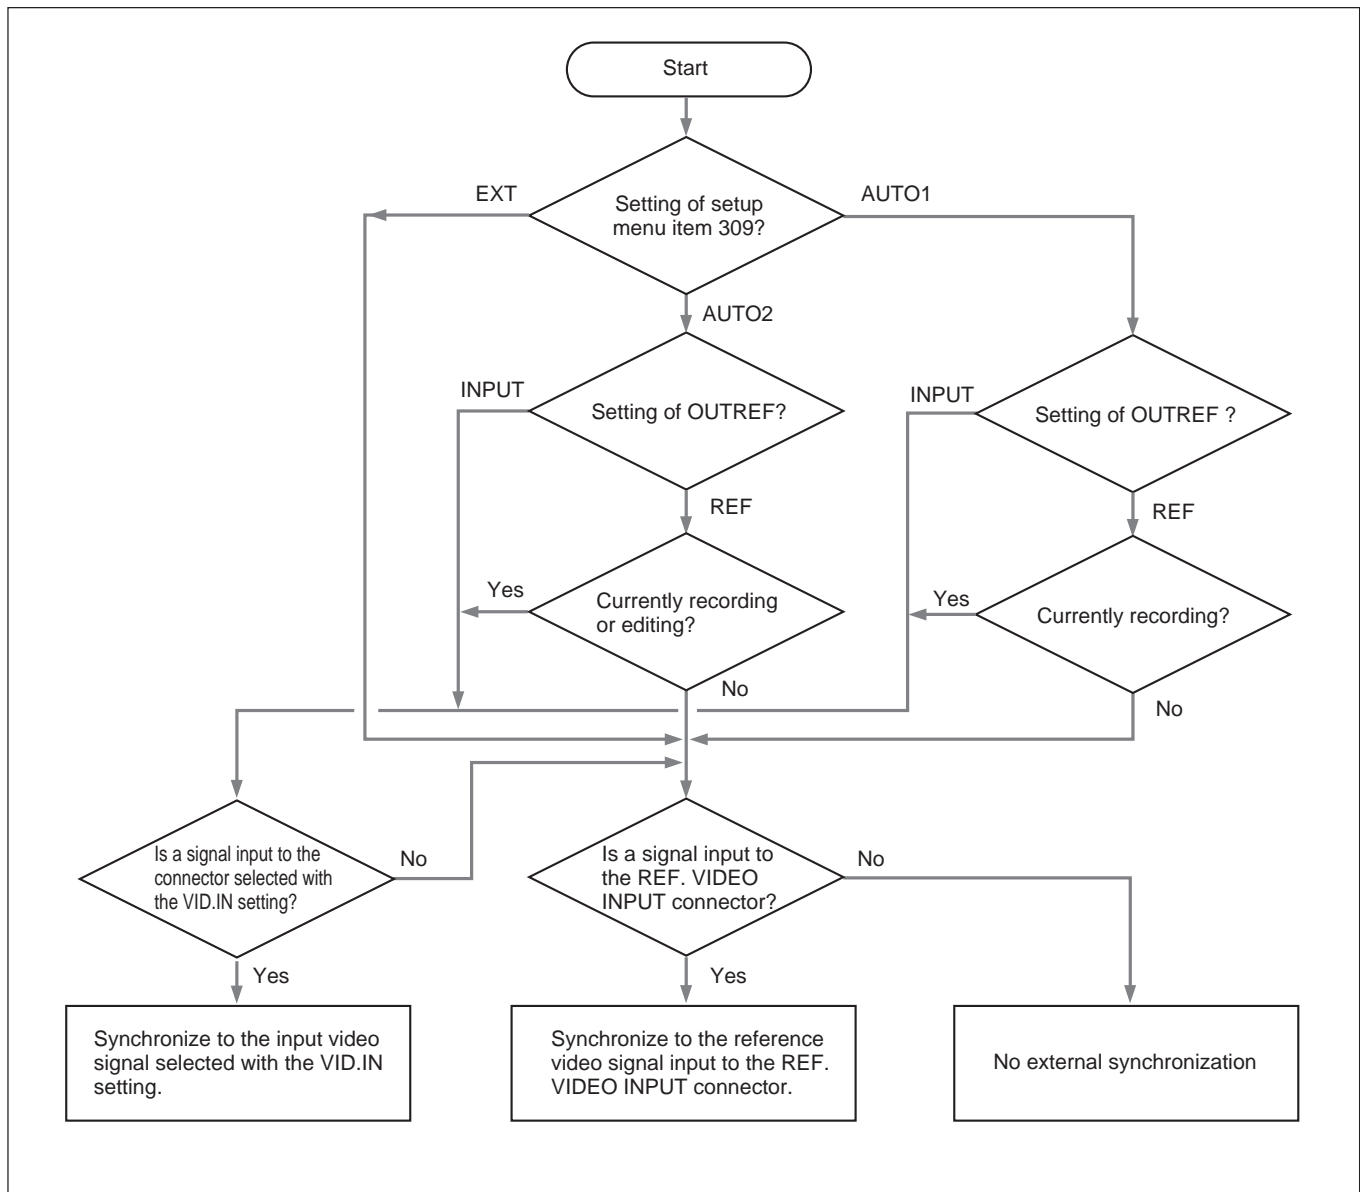 Start
EXT
Setting of setup
menu item 309?
AUTO1
AUTO2
INPUT
Setting of OUTREF?
INPUT
Setting of OUTREF ?
REF
REF
Yes
Currently recording
or editing?
Yes
Currently recording?
No
No
Is a signal input to the
connector selected with
the VID.IN setting?
No
Is a signal input to
the REF. VIDEO
INPUT connector?
No
Yes
Yes
Synchronize to the input video
signal selected with the VID.IN
setting.
Synchronize to the reference
video signal input to the REF.
VIDEO INPUT connector.
No external synchronization